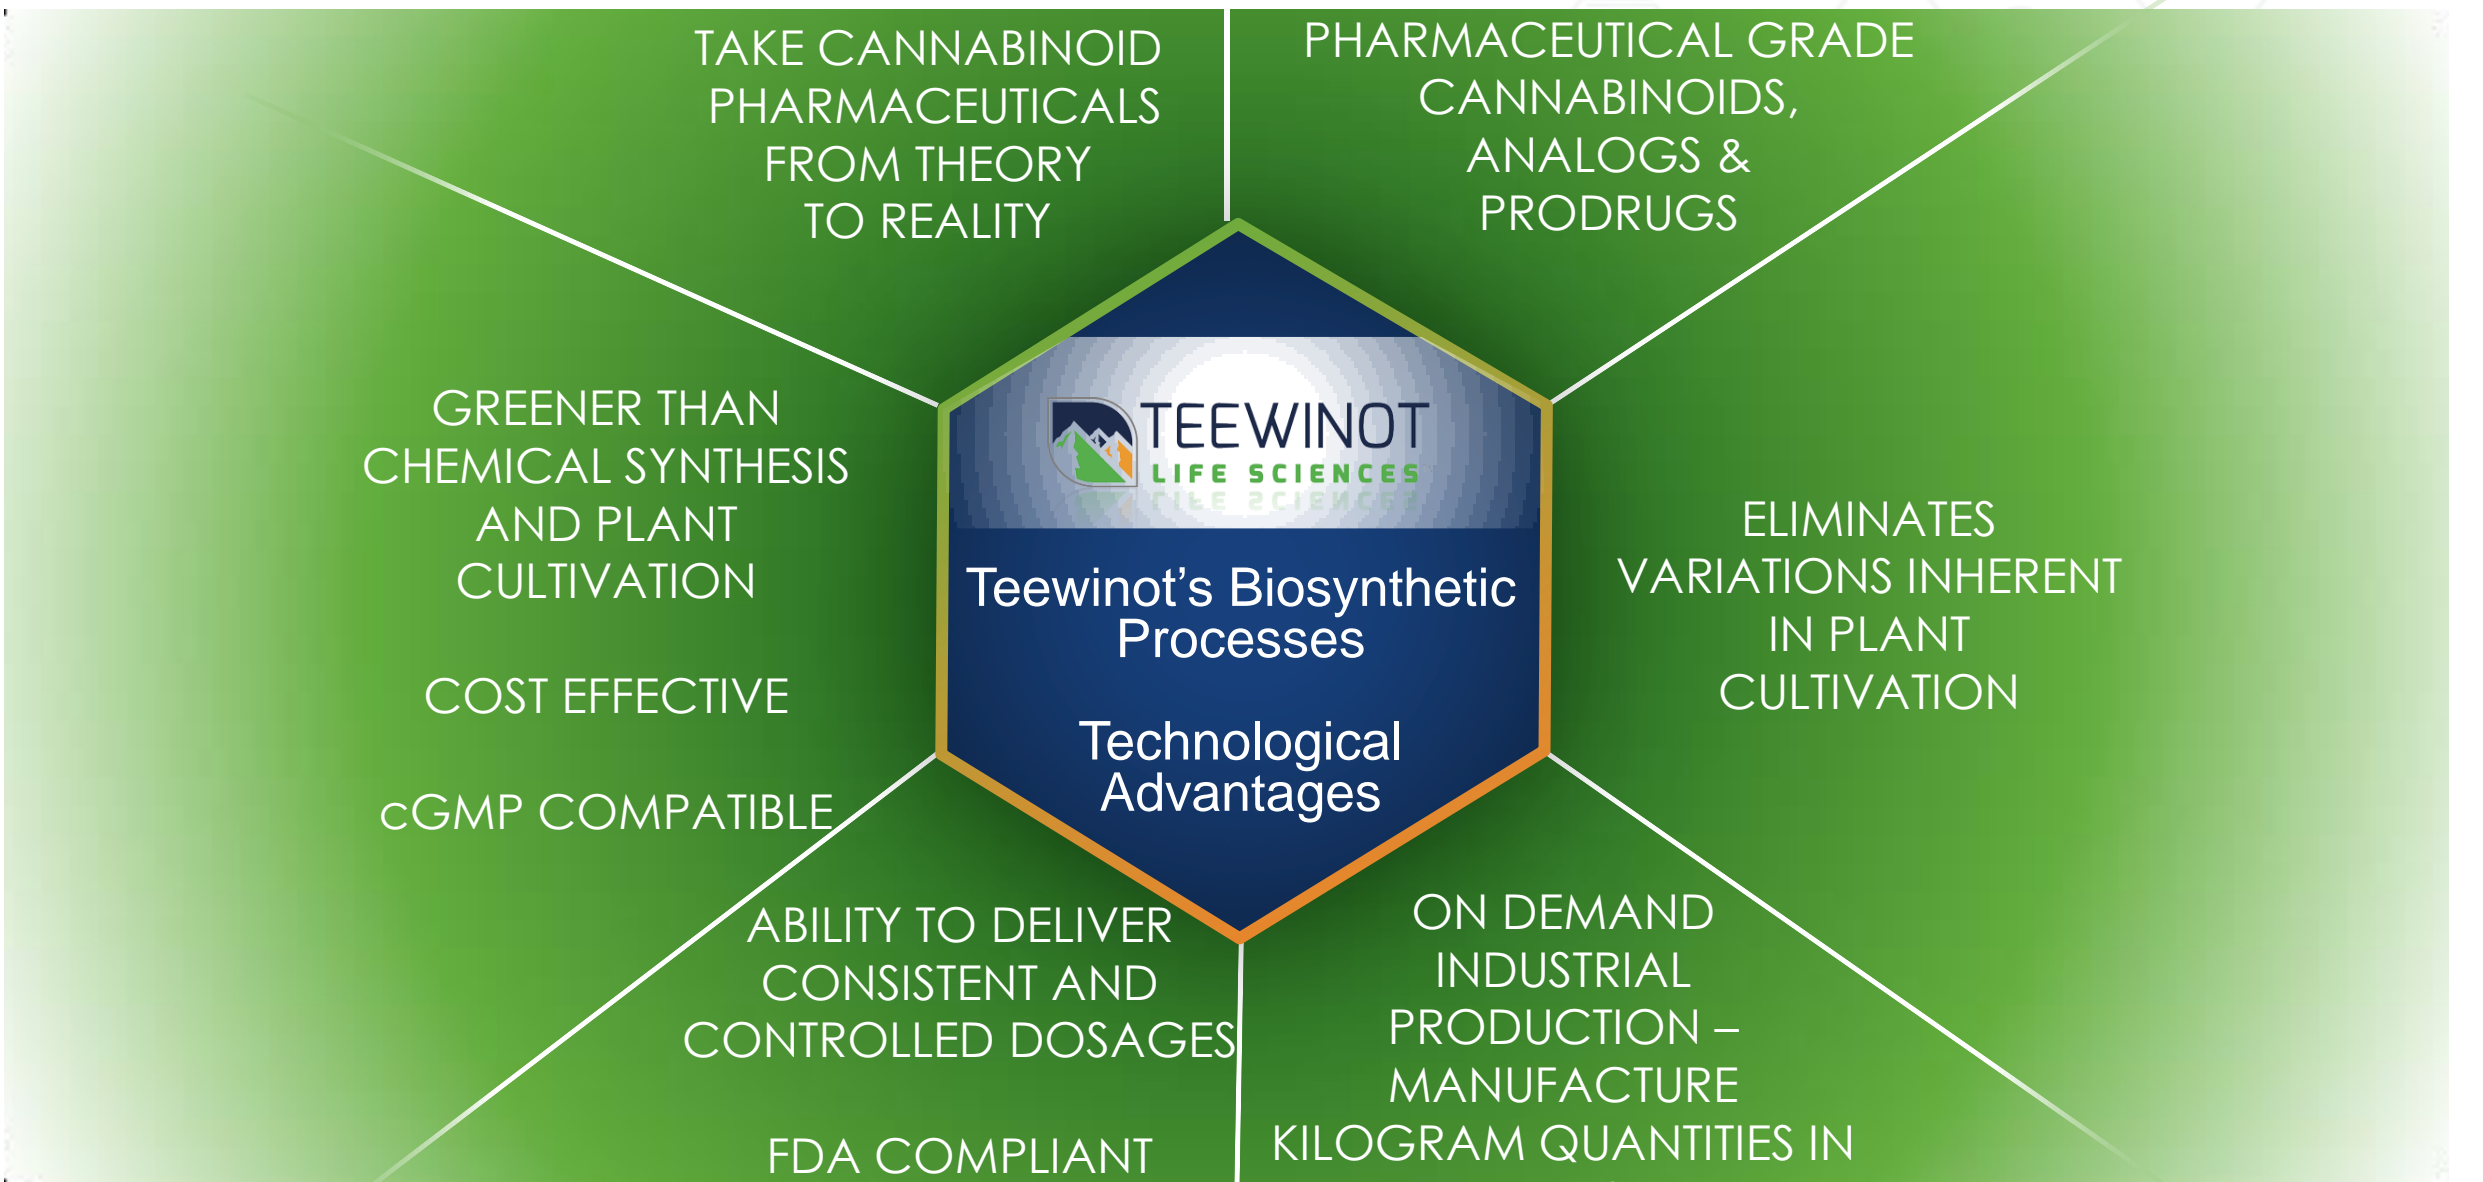 TAKE CANNABINOID
PHARMACEUTICALS
FROM THEORY
TO REALITY
PHARMACEUTICAL GRADE
CANNABINOIDS,
ANALOGS &
PRODRUGS
GREENER THAN
CHEMICAL SYNTHESIS
AND PLANT
CULTIVATION
COST EFFECTIVE
cGMP COMPATIBLE
TEEWINOT
LIFE SCIENCES
Teewinot’s Biosynthetic
Processes
Technological
Advantages
ELIMINATES
VARIATIONS INHERENT
IN PLANT
CULTIVATION
ABILITY TO DELIVER
CONSISTENT AND
CONTROLLED DOSAGES
FDA COMPLIANT
ON DEMAND
INDUSTRIAL
PRODUCTION –
MANUFACTURE
KILOGRAM QUANTITIES IN